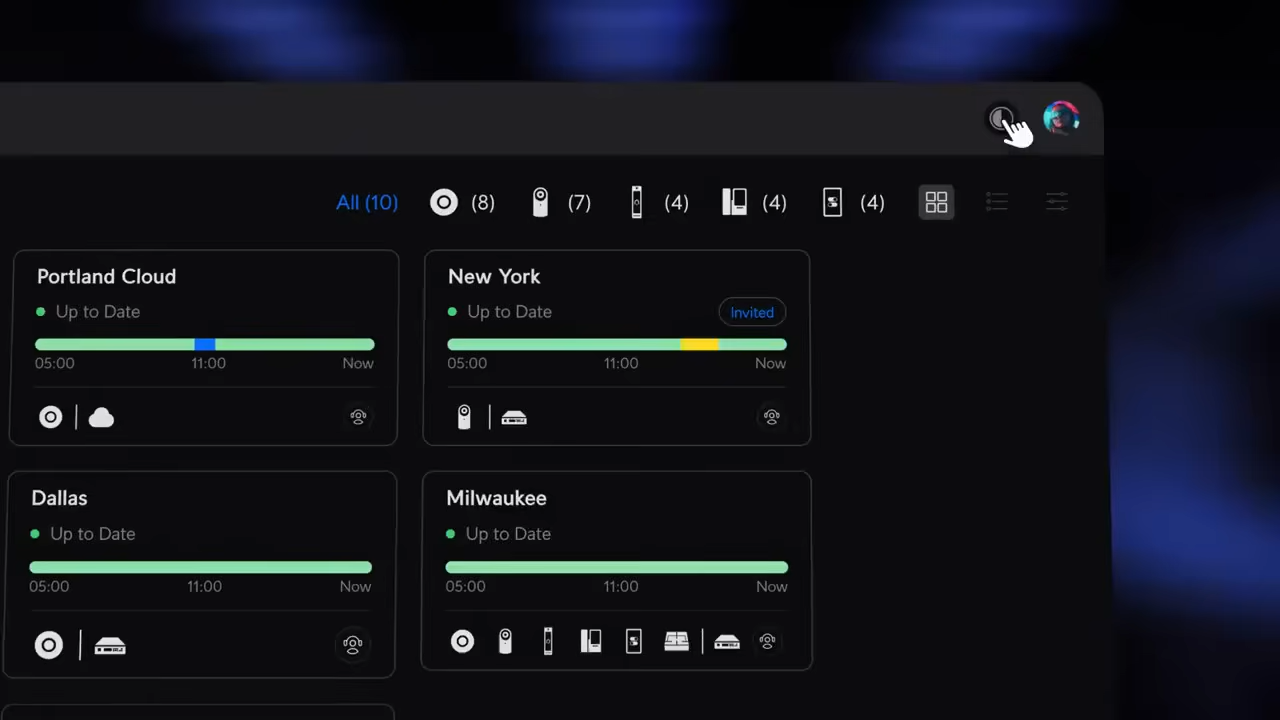 All (10) (8) (7) (4) (4) (4)
Portland Cloud
Up to Date
05:00 11:00 Now
New York
Up to Date Invited
05:00 11:00 Now
Dallas
Up to Date
05:00 11:00 Now
Milwaukee
Up to Date
05:00 11:00 Now